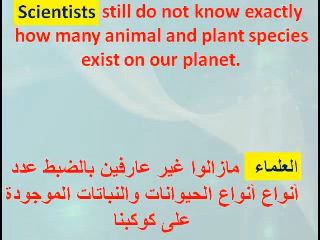 Scientists still do not know exactly
how many animal and plant species
exist on our planet.
العلماء مازالوا غير عارفين بالضبط عدد
أنواع أنواع الحيوانات والنباتات الموجودة
على كوكبنا